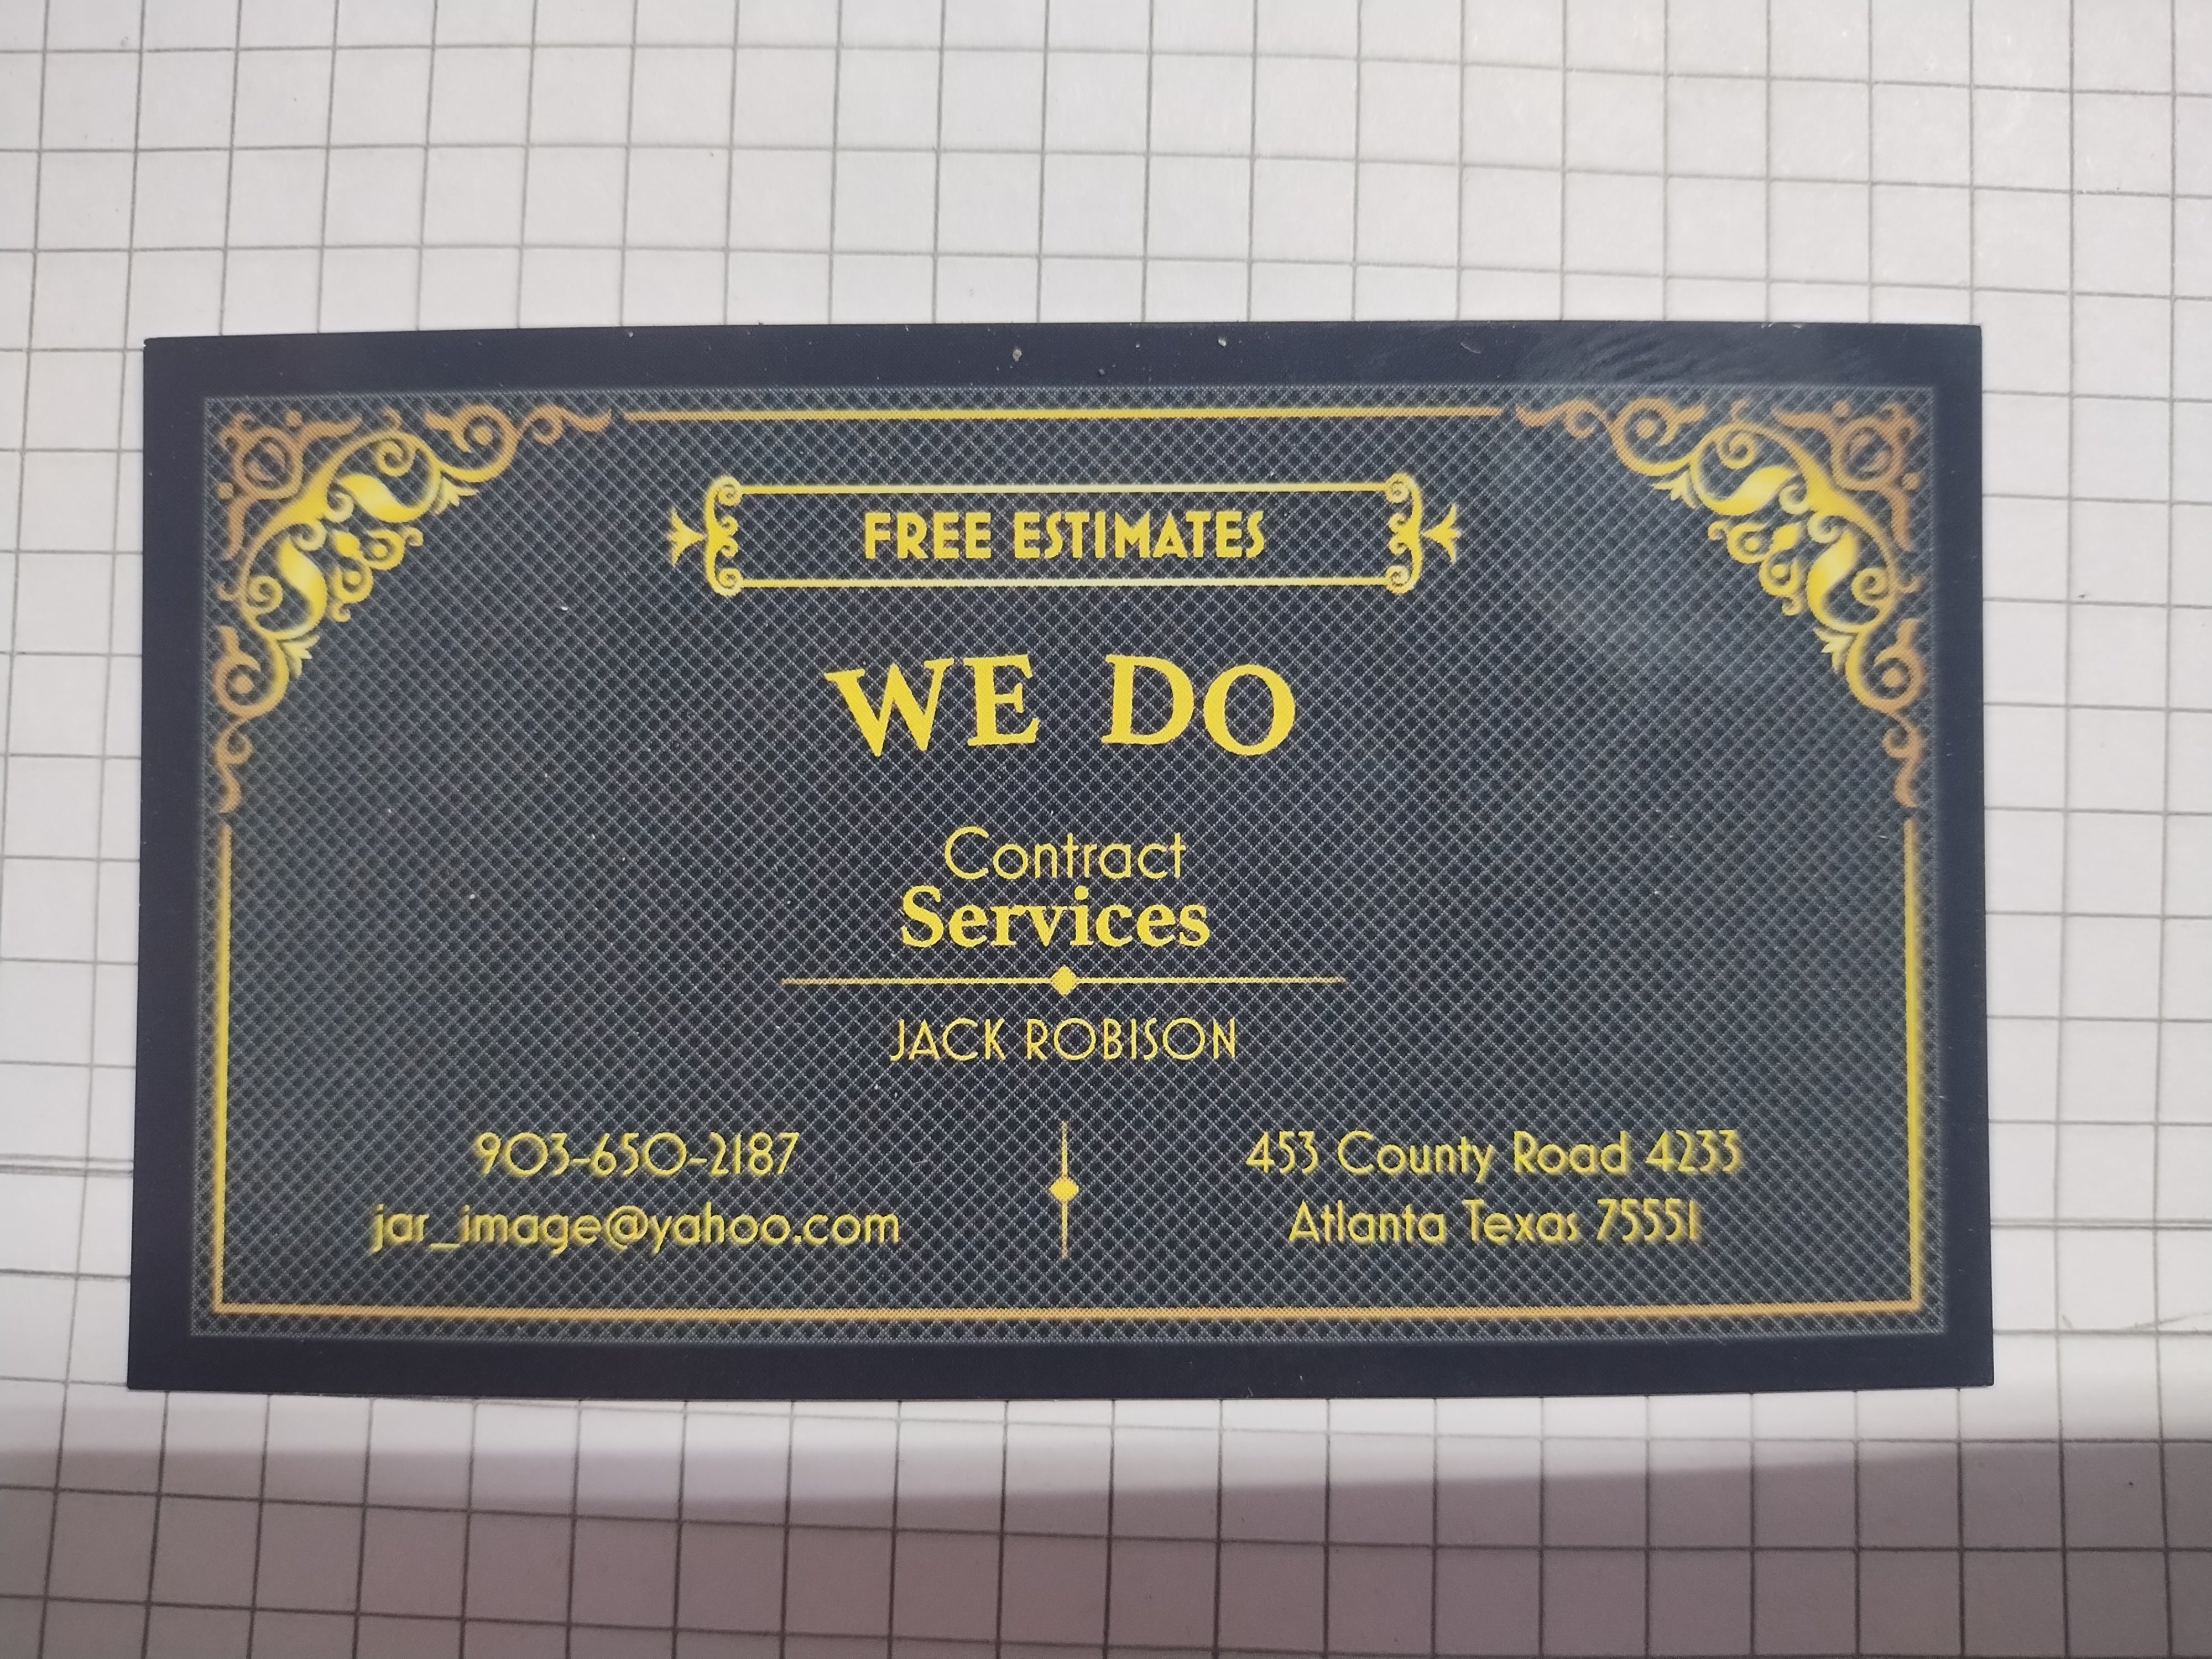 FREE ESTIMATES
WE DO
Contract
Services
JACK ROBISON
903-650-2187
jar_image@yahoo.com
453 County Road 4233
Atlanta Texas 75551